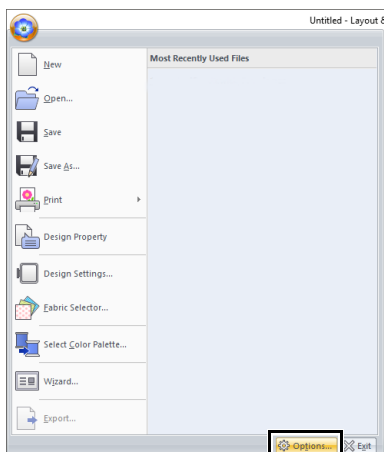 Untitled - Layout &
Most Recently Used Files
New
Open...
Save
Save As...
Print
Design Property
Design Settings...
Fabric Selector...
Select Color Palette...
Wizard...
Export...
Options... Exit